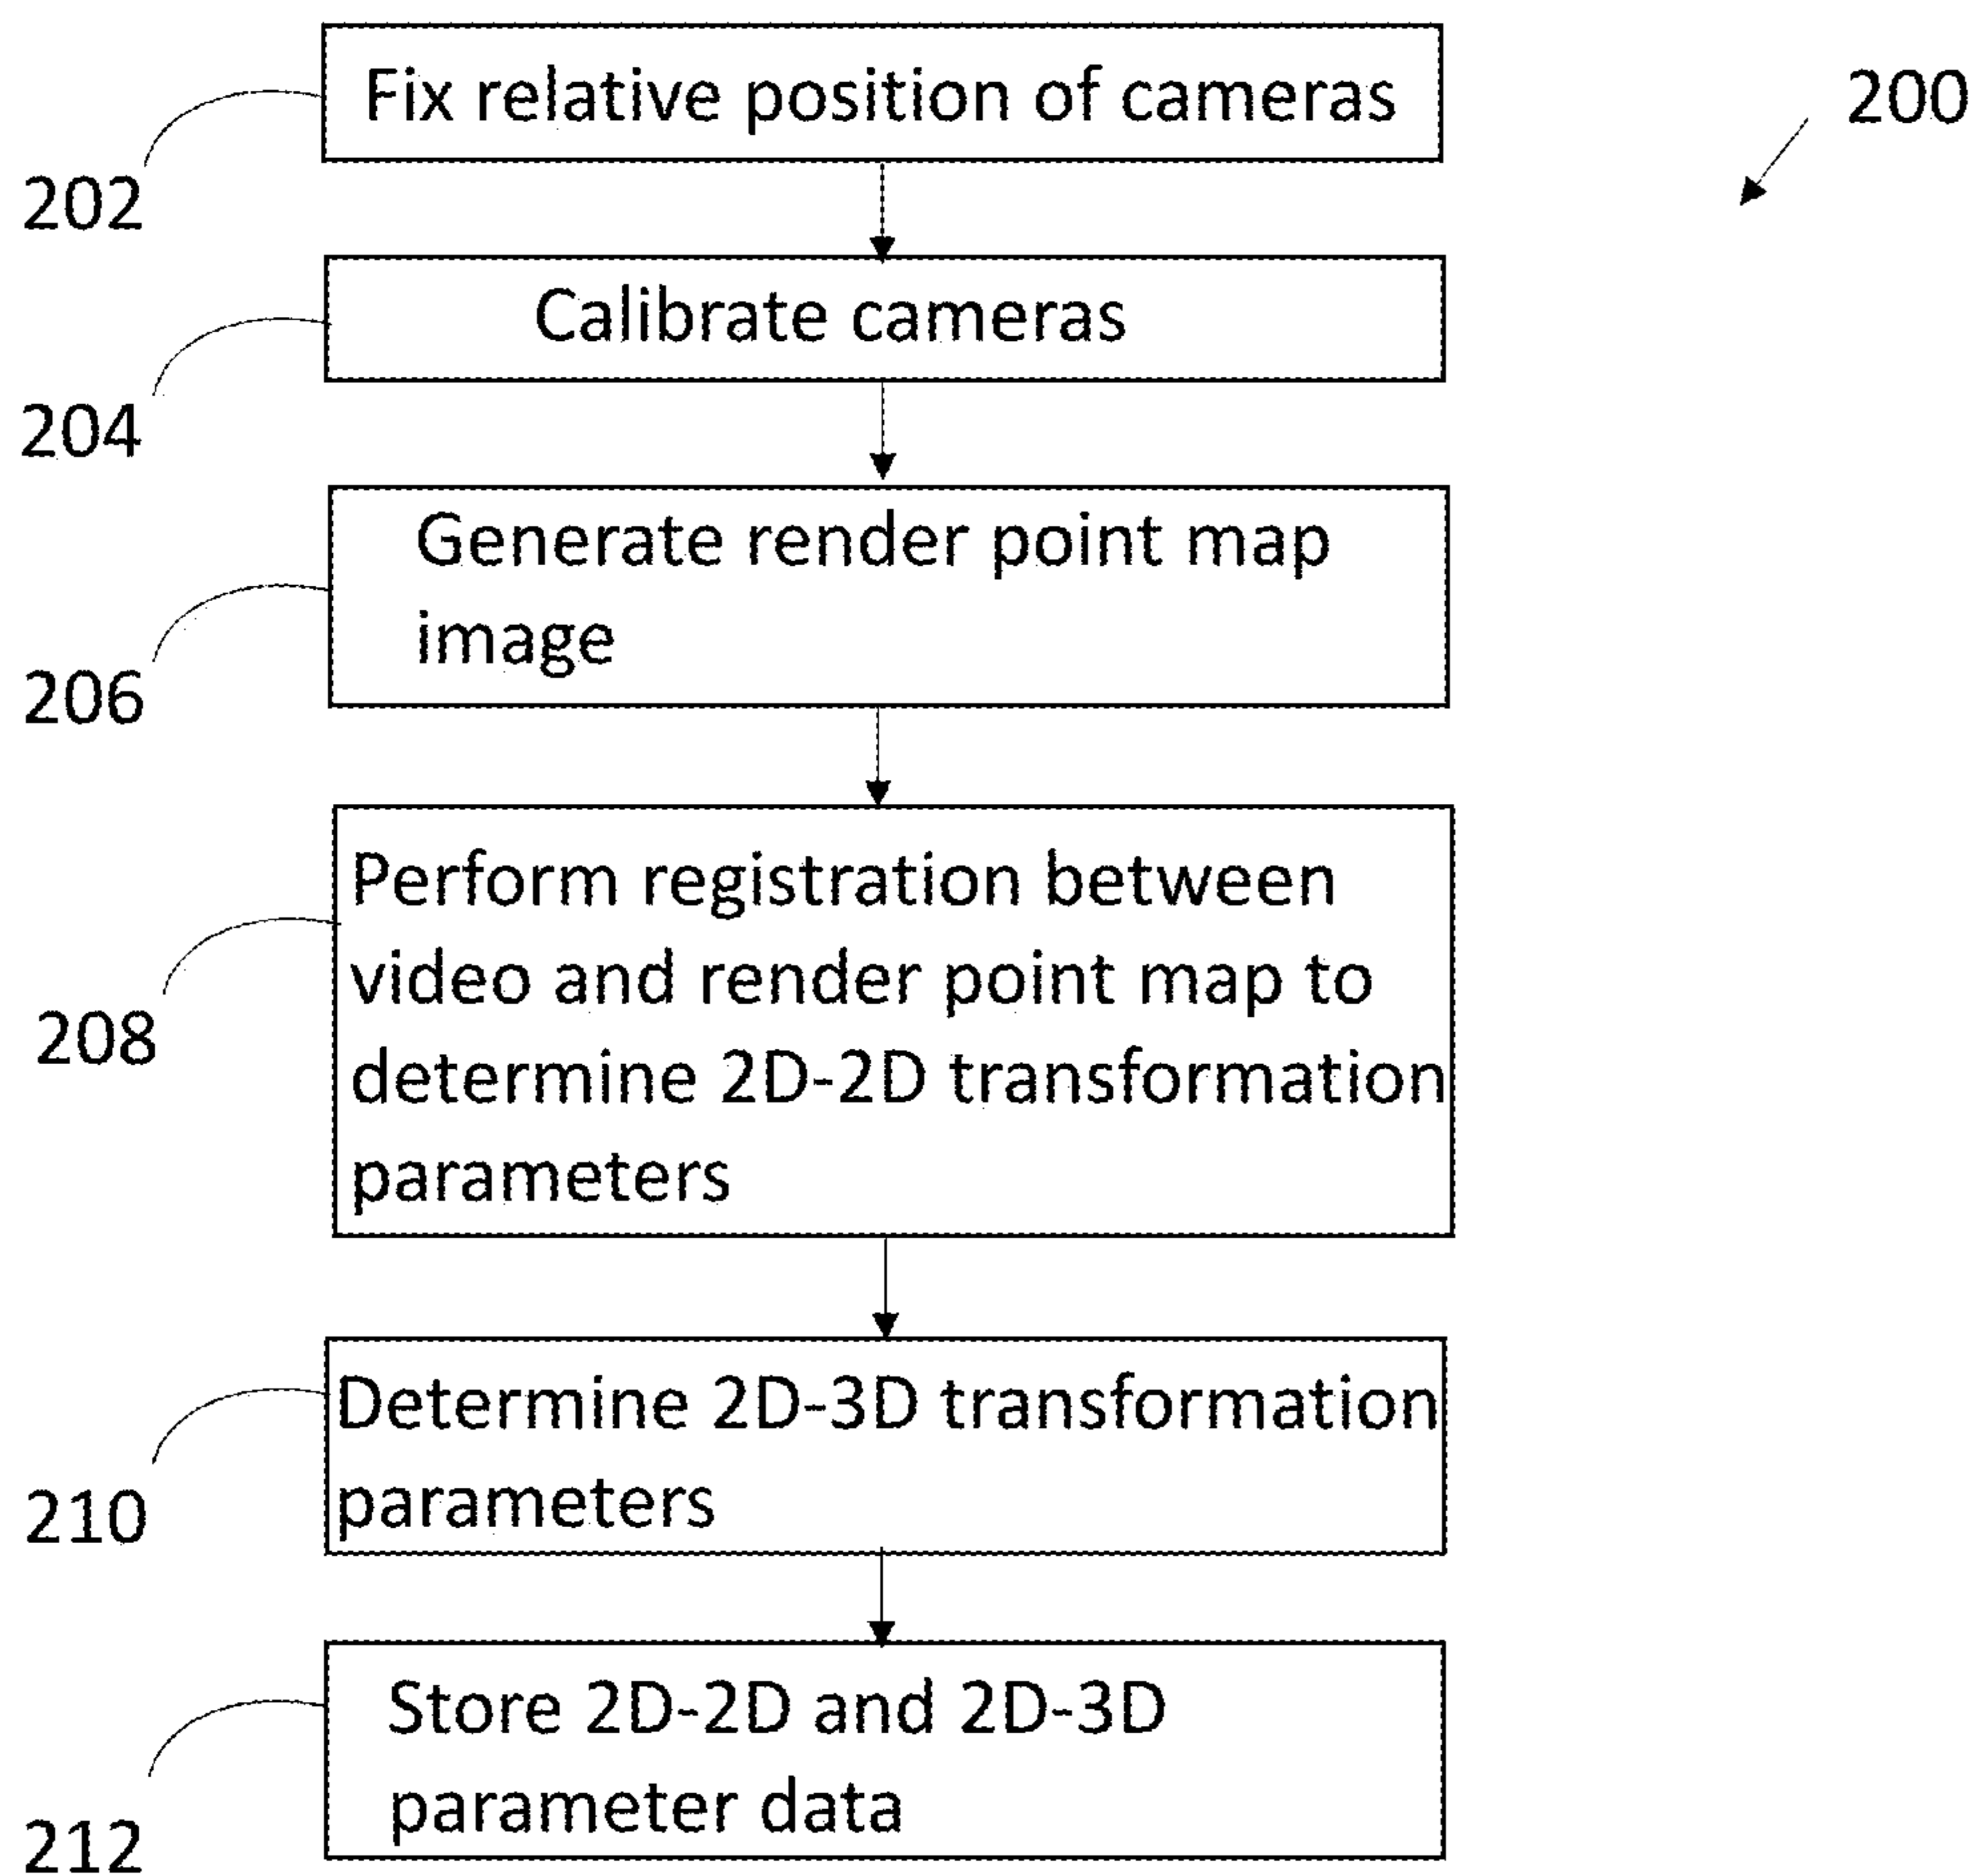 Fix relative position of cameras
200
202
Calibrate cameras
204
Generate render point map
image
206
Perform registration between
video and render point map to
determine 2D-2D transformation
parameters
208
Determine 2D-3D transformation
parameters
210
Store 2D-2D and 2D-3D
parameter data
212